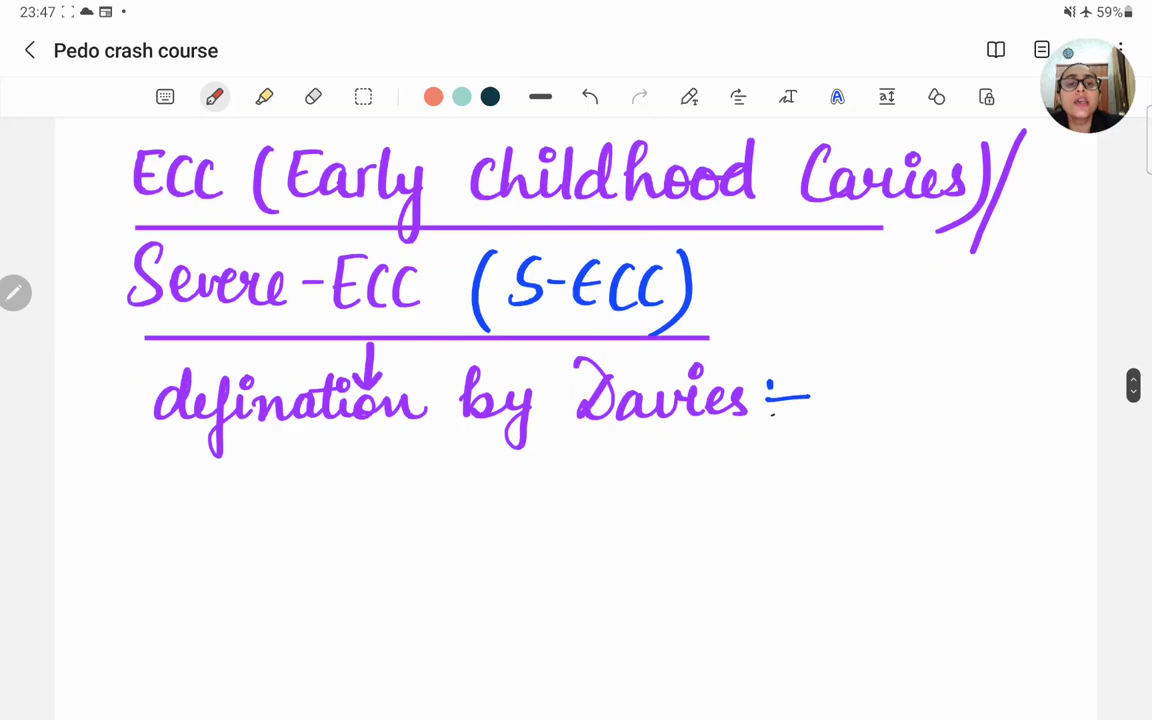 23:47
59%
Pedo crash course
ECC (Early Childhood Caries)/
Severe-ECC (S-ECC)
defination by Davies :-